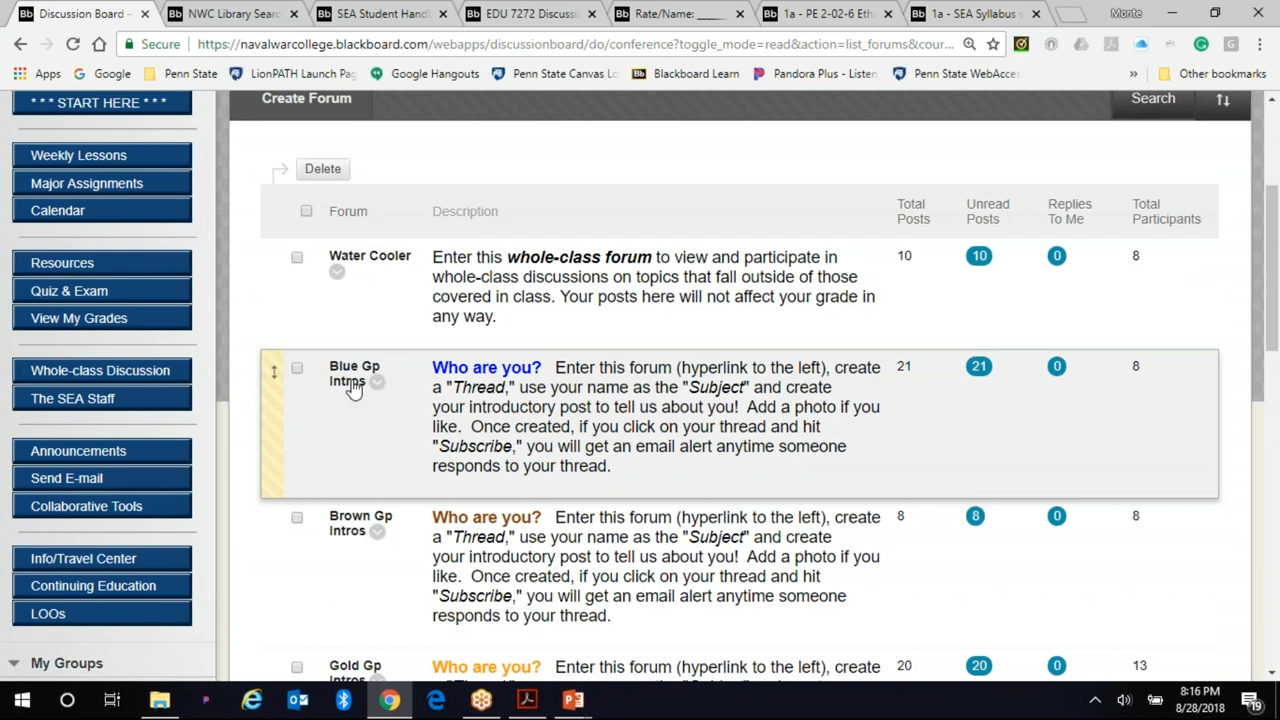 Discussion Board –
NWC Library Sear
SEA Student Handb
EDU 7272 Discussi
Rate/Name: _____
1a - PE 2-02-6 Eth
1a - SEA Syllabus v
Monte
Secure
https://navalwarcollege.blackboard.com/webapps/discussionboard/do/conference?toggle_mode=read&action=list_forums&cour...
Apps
Google
Penn State
LionPATH Launch Pag
Google Hangouts
Penn State Canvas Lo
Blackboard Learn
Pandora Plus - Listen
Penn State WebAcce
»
Other bookmarks
* * * START HERE * * *
Weekly Lessons
Major Assignments
Calendar
Resources
Quiz & Exam
View My Grades
Whole-class Discussion
The SEA Staff
Announcements
Send E-mail
Collaborative Tools
Info/Travel Center
Continuing Education
LOOs
My Groups
Create Forum
Search
Delete
Forum
Description
Total
Posts
Unread
Posts
Replies
To Me
Total
Participants
Water Cooler
Enter this whole-class forum to view and participate in
whole-class discussions on topics that fall outside of those
covered in class. Your posts here will not affect your grade in
any way.
10
10
0
8
Blue Gp
Intros
Who are you?   Enter this forum (hyperlink to the left), create
a "Thread," use your name as the "Subject" and create
your introductory post to tell us about you!  Add a photo if you
like.  Once created, if you click on your thread and hit
"Subscribe," you will get an email alert anytime someone
responds to your thread.
21
21
0
8
Brown Gp
Intros
Who are you?   Enter this forum (hyperlink to the left), create
a "Thread," use your name as the "Subject" and create
your introductory post to tell us about you!  Add a photo if you
like.  Once created, if you click on your thread and hit
"Subscribe," you will get an email alert anytime someone
responds to your thread.
8
8
0
8
Gold Gp
Intros
Who are you?   Enter this forum (hyperlink to the left), create
a "Thread," use your name as the "Subject" and create
20
20
0
13
8:16 PM
8/28/2018
19